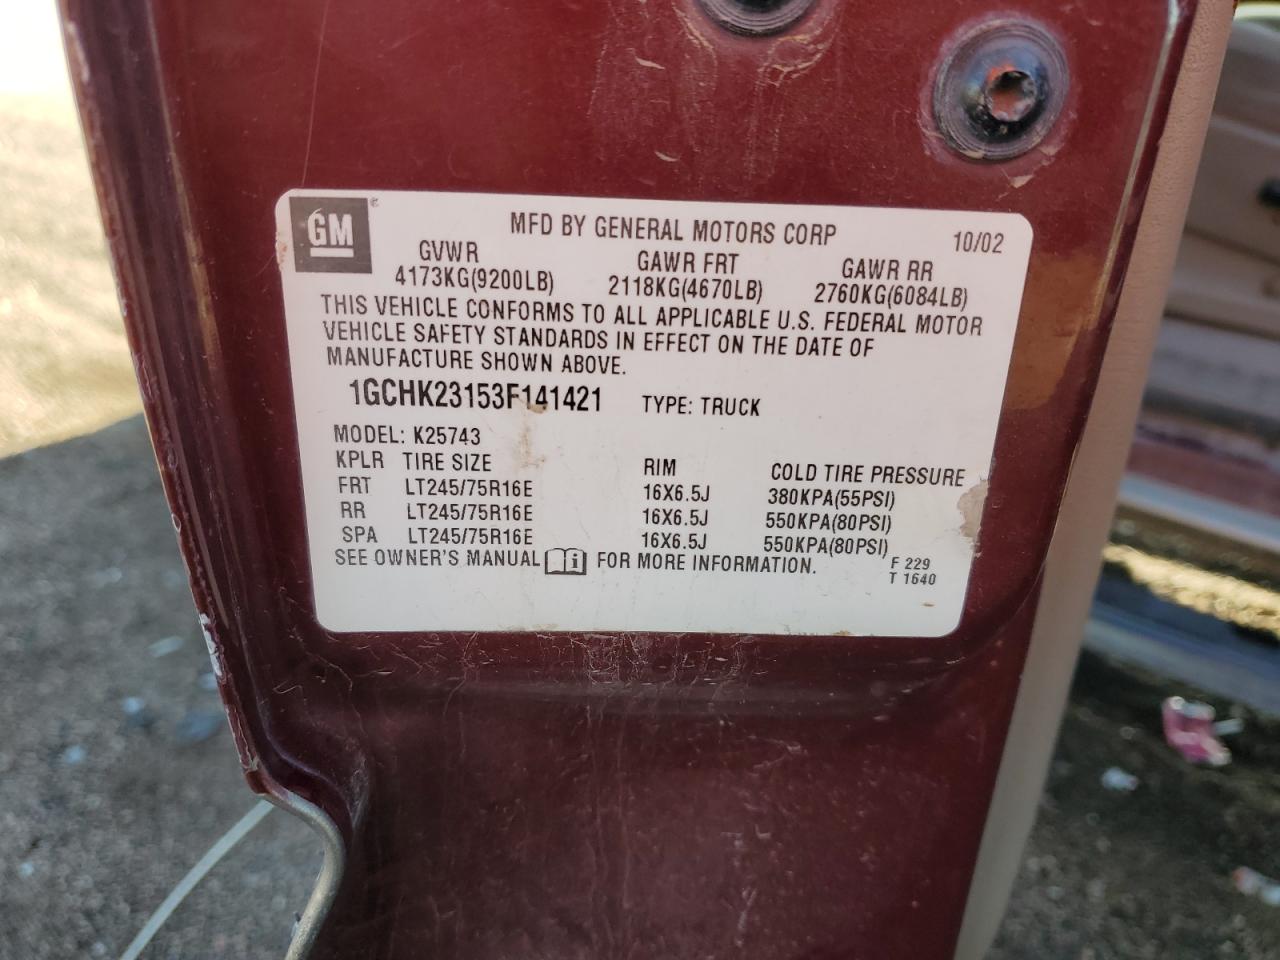 GM®
MFD BY GENERAL MOTORS CORP 10/02
GVWR GAWR FRT GAWR RR
4173KG(9200LB) 2118KG(4670LB) 2760KG(6084LB)
THIS VEHICLE CONFORMS TO ALL APPLICABLE U.S. FEDERAL MOTOR
VEHICLE SAFETY STANDARDS IN EFFECT ON THE DATE OF
MANUFACTURE SHOWN ABOVE.
1GCHK23153F141421 TYPE: TRUCK
MODEL: K25743
KPLR TIRE SIZE RIM COLD TIRE PRESSURE
FRT LT245/75R16E 16X6.5J 380KPA(55PSI)
RR LT245/75R16E 16X6.5J 550KPA(80PSI)
SPA LT245/75R16E 16X6.5J 550KPA(80PSI)
SEE OWNER'S MANUAL i FOR MORE INFORMATION.
F 229
T 1640